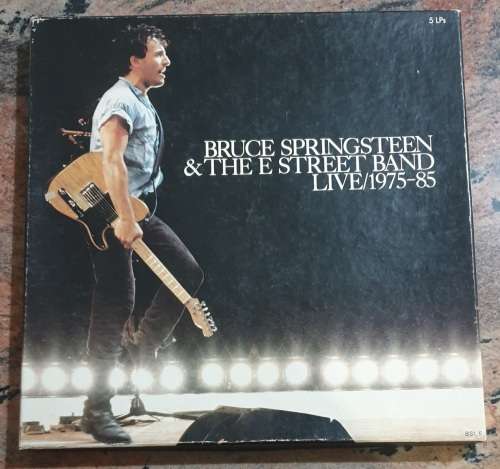 5 LPs
BRUCE SPRINGSTEEN
& THE E STREET BAND
LIVE/1975-85